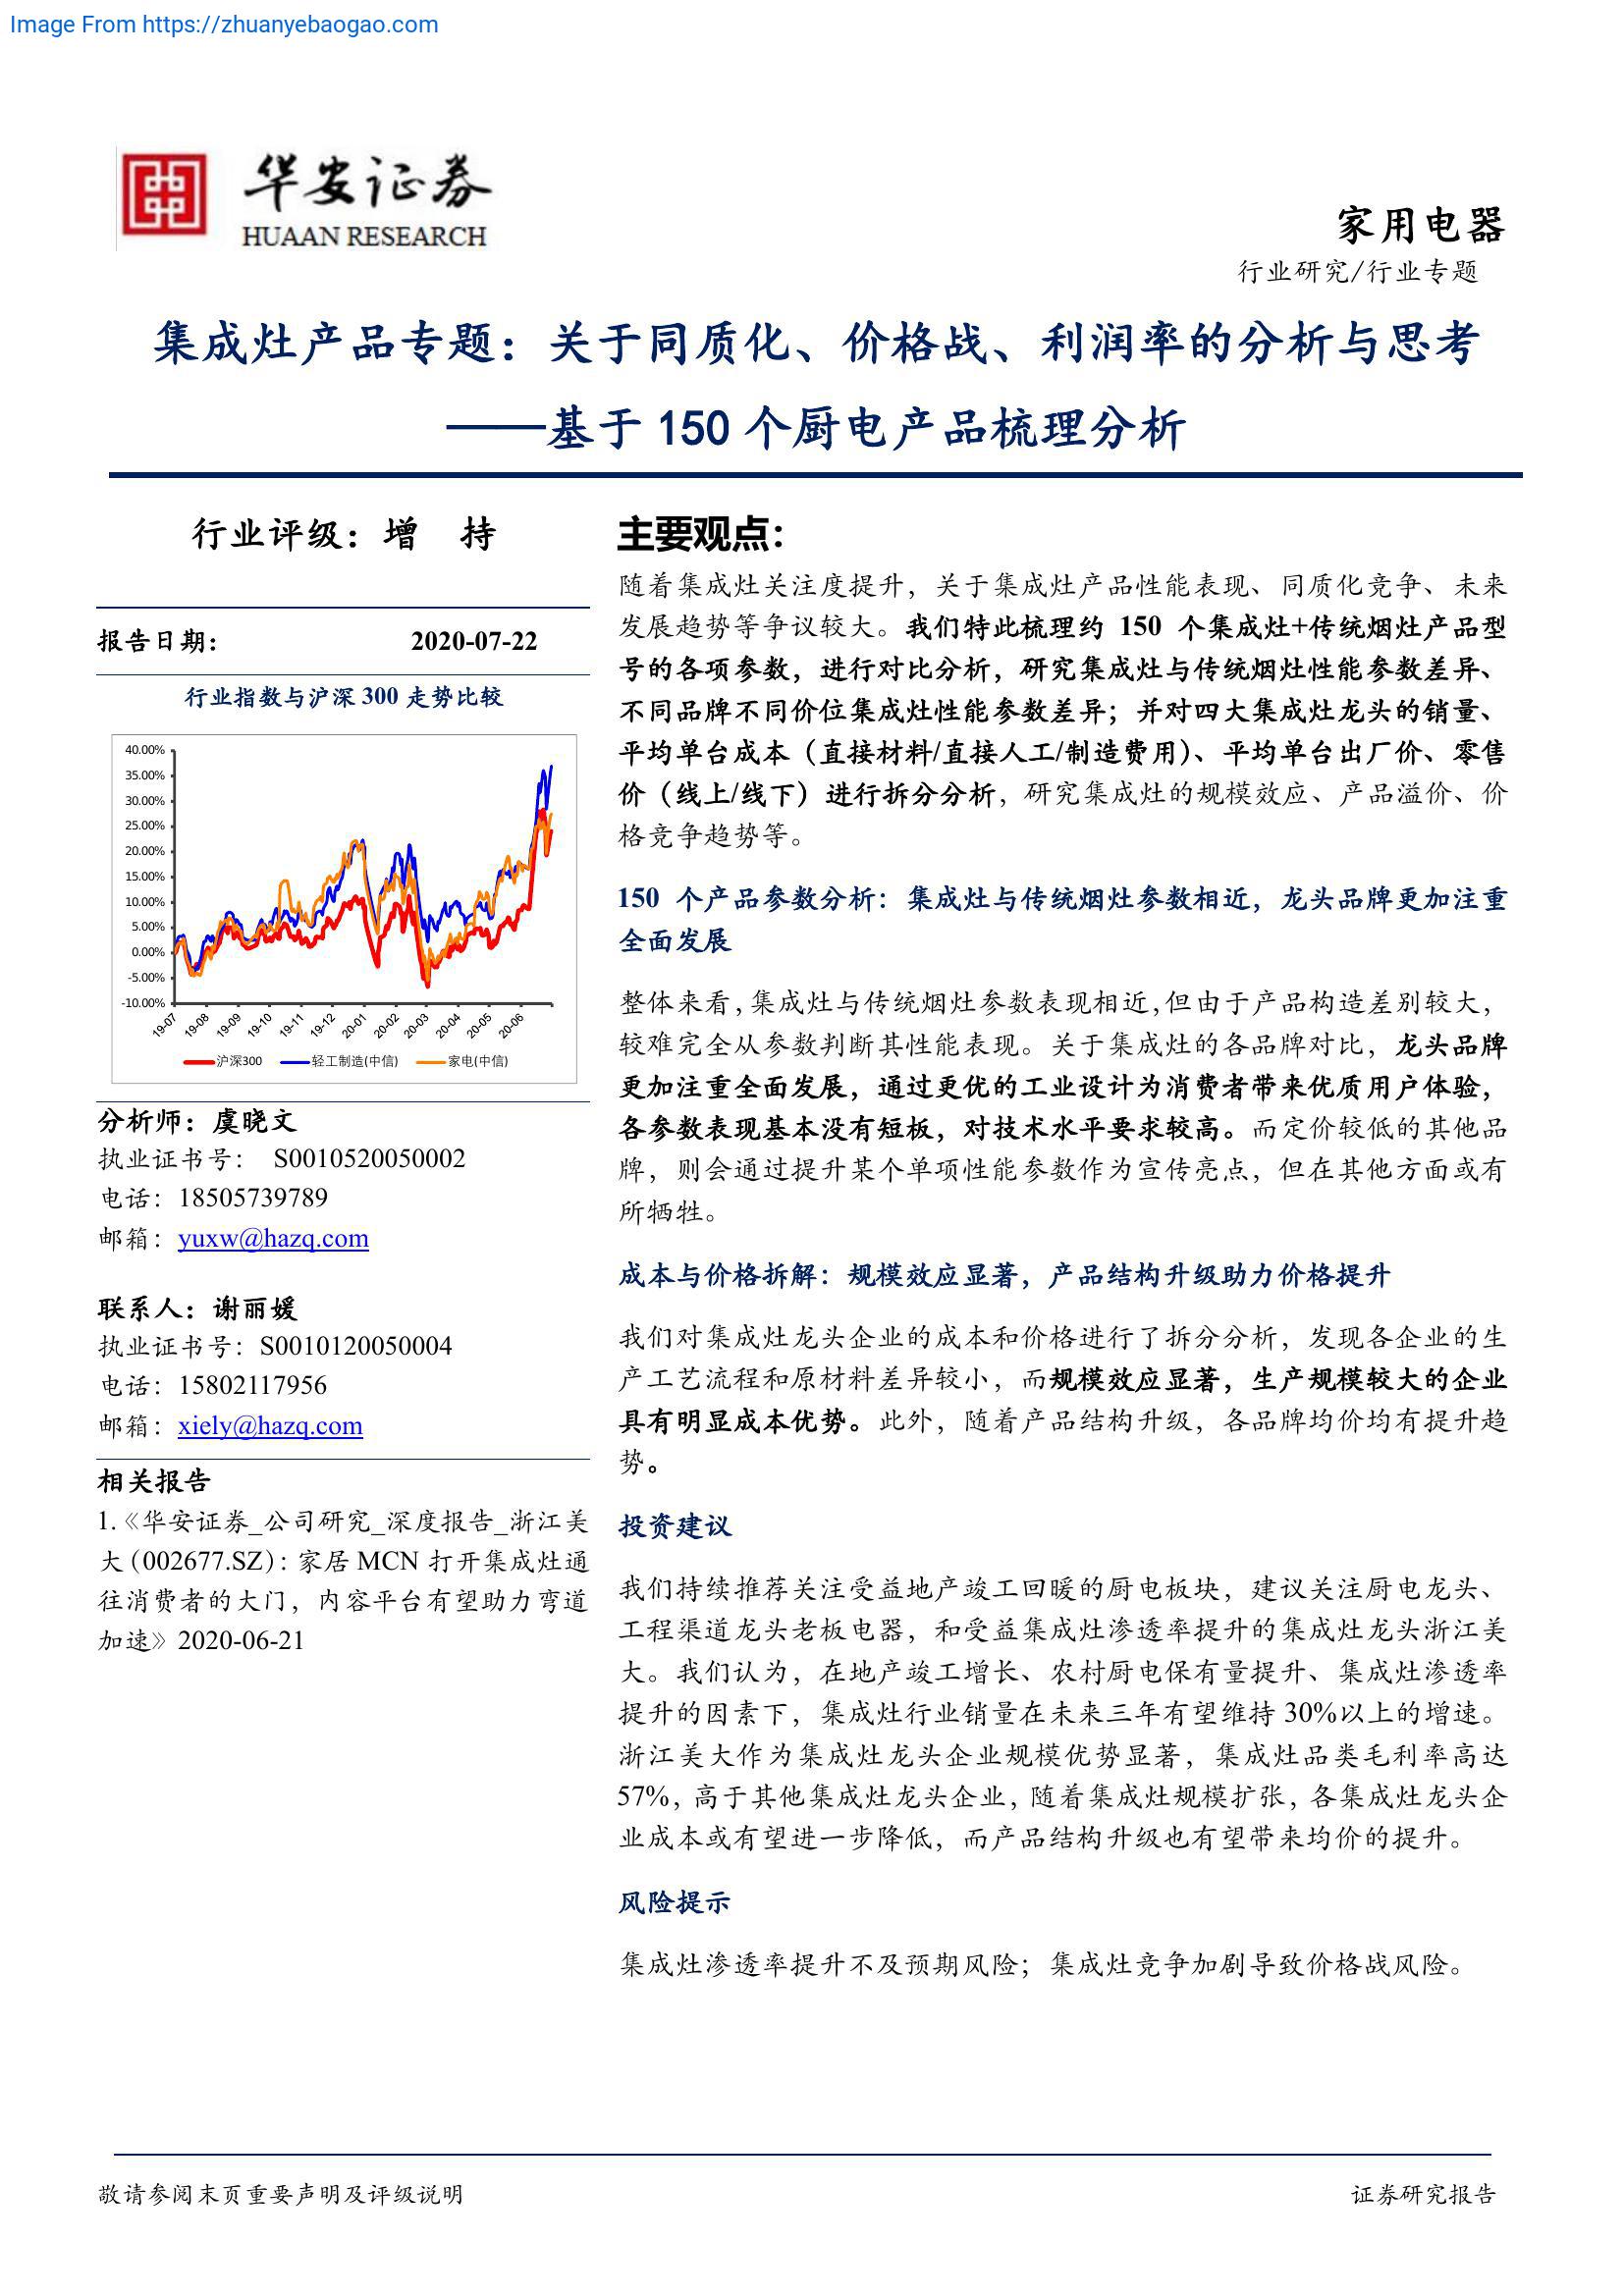 Image From https://zhuanyebaogao.com
华安证券
HUAAN RESEARCH
家用电器
行业研究/行业专题
集成灶产品专题：关于同质化、价格战、利润率的分析与思考
——基于 150 个厨电产品梳理分析
行业评级：增 持
报告日期： 2020-07-22
行业指数与沪深 300 走势比较
40.00%
35.00%
30.00%
25.00%
20.00%
15.00%
10.00%
5.00%
0.00%
-5.00%
-10.00%
19-07 19-08 19-09 19-10 19-11 19-12 20-01 20-02 20-03 20-04 20-05 20-06
沪深300 轻工制造(中信) 家电(中信)
分析师：虞晓文
执业证书号： S0010520050002
电话：18505739789
邮箱：yuxw@hazq.com
联系人：谢丽媛
执业证书号：S0010120050004
电话：15802117956
邮箱：xiely@hazq.com
相关报告
1.《华安证券_公司研究_深度报告_浙江美
大（002677.SZ）：家居 MCN 打开集成灶通
往消费者的大门，内容平台有望助力弯道
加速》2020-06-21
主要观点：
随着集成灶关注度提升，关于集成灶产品性能表现、同质化竞争、未来
发展趋势等争议较大。我们特此梳理约 150 个集成灶+传统烟灶产品型
号的各项参数，进行对比分析，研究集成灶与传统烟灶性能参数差异、
不同品牌不同价位集成灶性能参数差异；并对四大集成灶龙头的销量、
平均单台成本（直接材料/直接人工/制造费用）、平均单台出厂价、零售
价（线上/线下）进行拆分分析，研究集成灶的规模效应、产品溢价、价
格竞争趋势等。
150 个产品参数分析：集成灶与传统烟灶参数相近，龙头品牌更加注重
全面发展
整体来看，集成灶与传统烟灶参数表现相近，但由于产品构造差别较大，
较难完全从参数判断其性能表现。关于集成灶的各品牌对比，龙头品牌
更加注重全面发展，通过更优的工业设计为消费者带来优质用户体验，
各参数表现基本没有短板，对技术水平要求较高。而定价较低的其他品
牌，则会通过提升某个单项性能参数作为宣传亮点，但在其他方面或有
所牺牲。
成本与价格拆解：规模效应显著，产品结构升级助力价格提升
我们对集成灶龙头企业的成本和价格进行了拆分分析，发现各企业的生
产工艺流程和原材料差异较小，而规模效应显著，生产规模较大的企业
具有明显成本优势。此外，随着产品结构升级，各品牌均价均有提升趋
势。
投资建议
我们持续推荐关注受益地产竣工回暖的厨电板块，建议关注厨电龙头、
工程渠道龙头老板电器，和受益集成灶渗透率提升的集成灶龙头浙江美
大。我们认为，在地产竣工增长、农村厨电保有量提升、集成灶渗透率
提升的因素下，集成灶行业销量在未来三年有望维持 30%以上的增速。
浙江美大作为集成灶龙头企业规模优势显著，集成灶品类毛利率高达
57%，高于其他集成灶龙头企业，随着集成灶规模扩张，各集成灶龙头企
业成本或有望进一步降低，而产品结构升级也有望带来均价的提升。
风险提示
集成灶渗透率提升不及预期风险；集成灶竞争加剧导致价格战风险。
敬请参阅末页重要声明及评级说明 证券研究报告